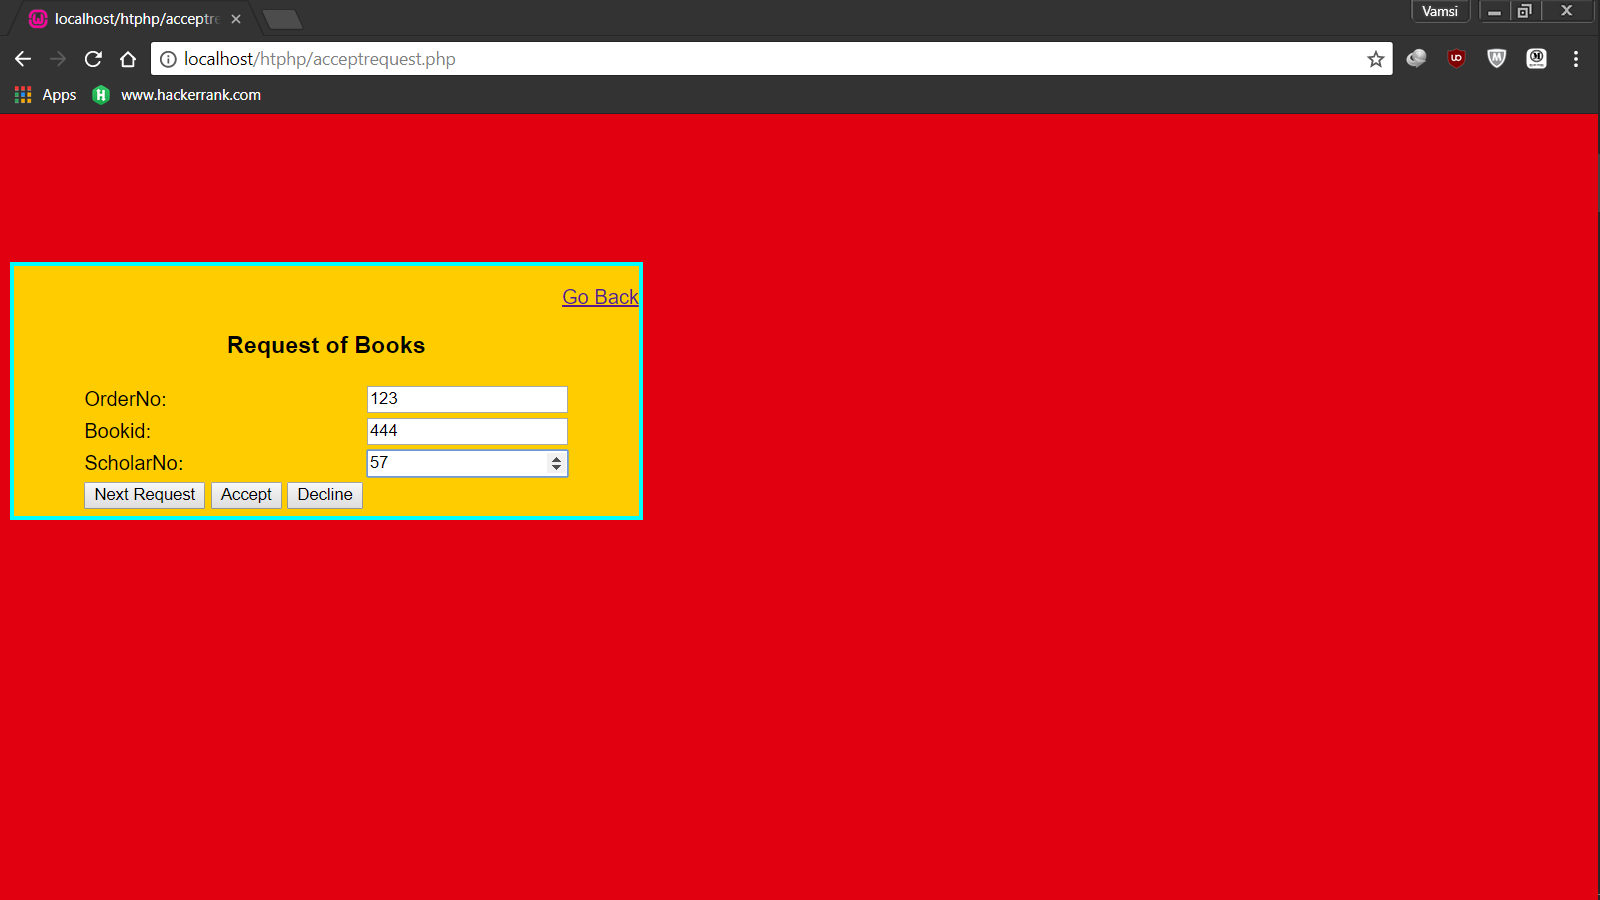 localhost/htphp/acceptre
Vamsi
localhost/htphp/acceptrequest.php
Apps www.hackerrank.com
Go Back
Request of Books
OrderNo: 123
Bookid: 444
ScholarNo: 57
Next Request Accept Decline